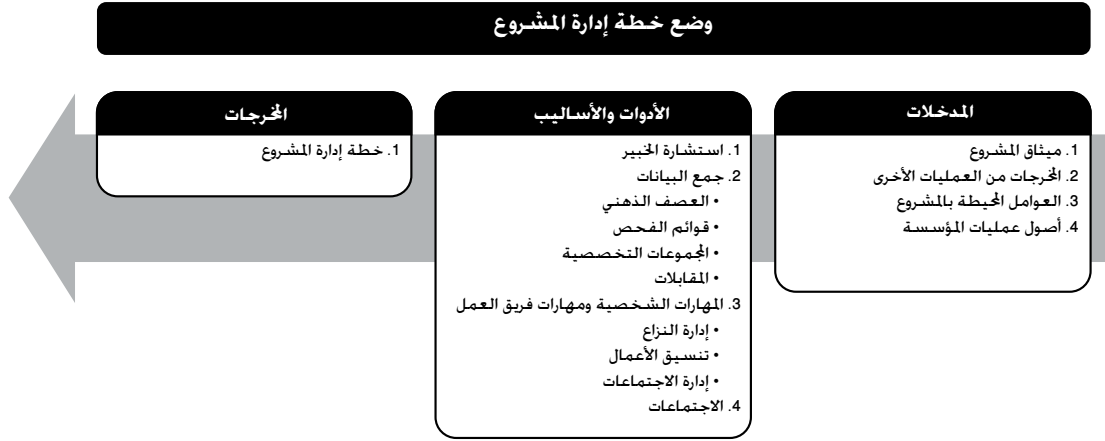 وضع خطة إدارة المشروع
المدخلات
1. ميثاق المشروع
2. المخرجات من العمليات الأخرى
3. العوامل المحيطة بالمشروع
4. أصول عمليات المؤسسة
الأدوات والأساليب
1. استشارة الخبير
2. جمع البيانات
• العصف الذهني
• قوائم الفحص
• المجموعات التخصصية
• المقابلات
3. المهارات الشخصية ومهارات فريق العمل
• إدارة النزاع
• تنسيق الأعمال
• إدارة الاجتماعات
4. الاجتماعات
المخرجات
1. خطة إدارة المشروع